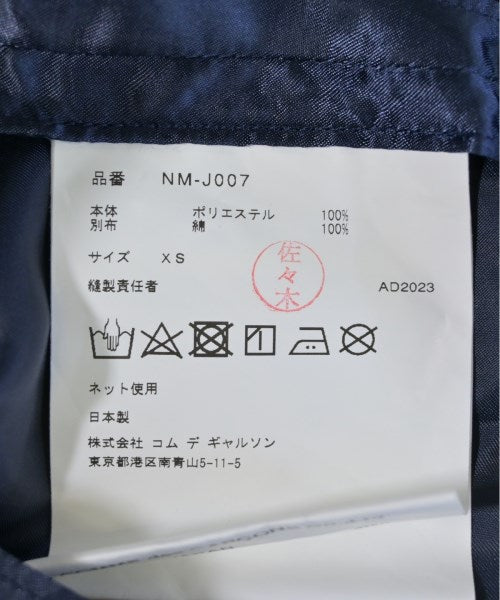 品番 NM-J007
本体 ポリエステル 100%
別布 綿 100%
サイズ XS
縫製責任者 佐々木 AD2023
ネット使用
日本製
株式会社 コム デ ギャルソン
東京都港区南青山5-11-5